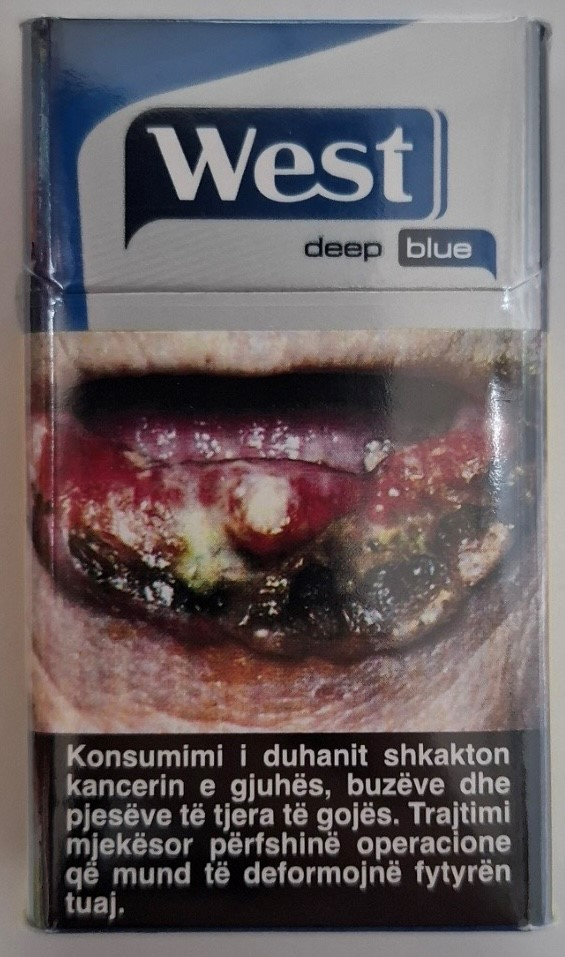 West
deep blue
Konsumimi i duhanit shkakton
kancerin e gjuhës, buzëve dhe
pjesëve të tjera të gojës. Trajtimi
mjekësor përfshinë operacione
që mund të deformojnë fytyrën
tuaj.